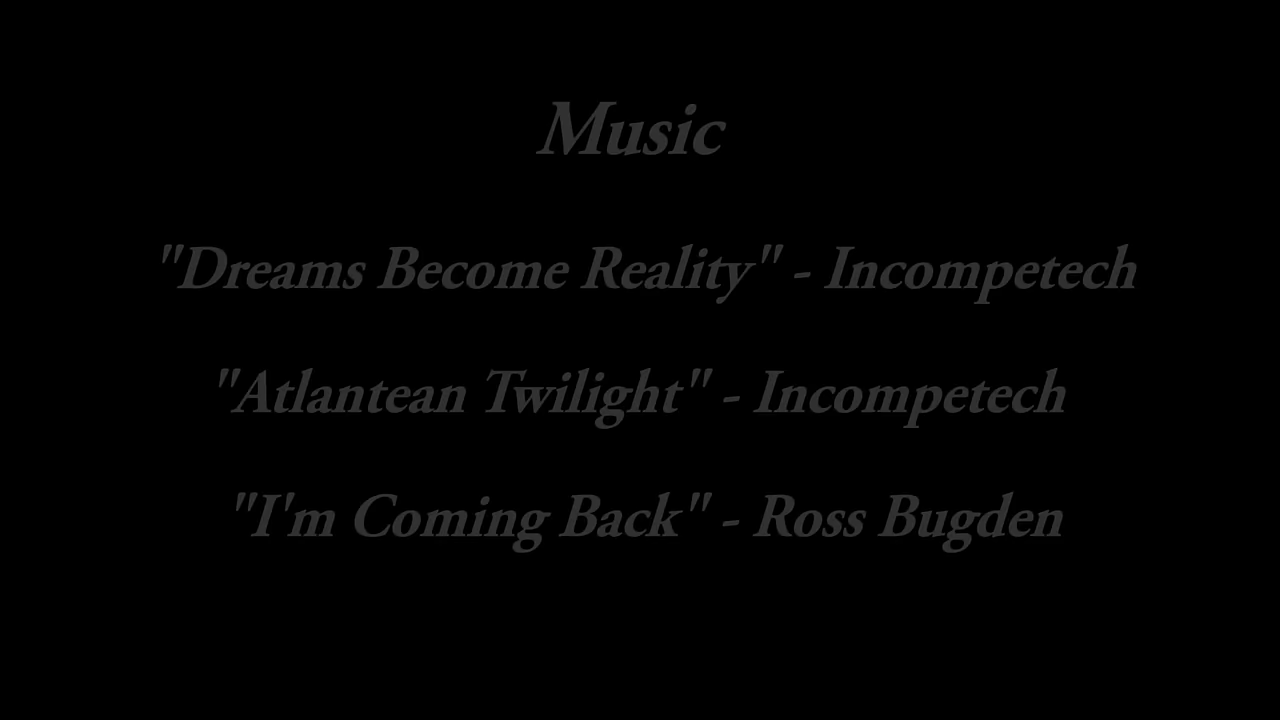 Music
"Dreams Become Reality" - Incompetech
"Atlantean Twilight" - Incompetech
"I'm Coming Back" - Ross Bugden